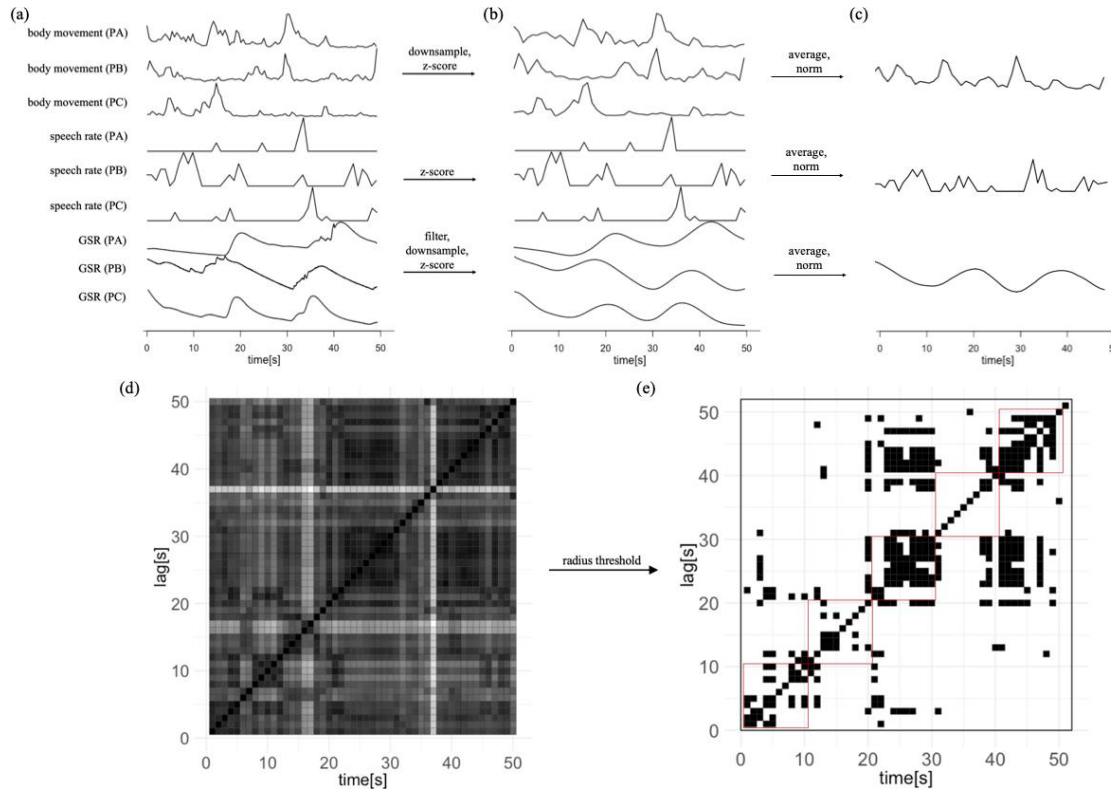 (a)
(b)
(c)
body movement (PA)
body movement (PB)
body movement (PC)
speech rate (PA)
speech rate (PB)
speech rate (PC)
GSR (PA)
GSR (PB)
GSR (PC)
downsample,
z-score
z-score
filter,
downsample,
z-score
average,
norm
average,
norm
average,
norm
0 10 20 30 40 50
time[s]
0 10 20 30 40 50
time[s]
0 10 20 30 40 50
time[s]
(d)
(e)
50
40
30
20
10
0
lag[s]
0 10 20 30 40 50
time[s]
radius threshold
50
40
30
20
10
0
lag[s]
0 10 20 30 40 50
time[s]